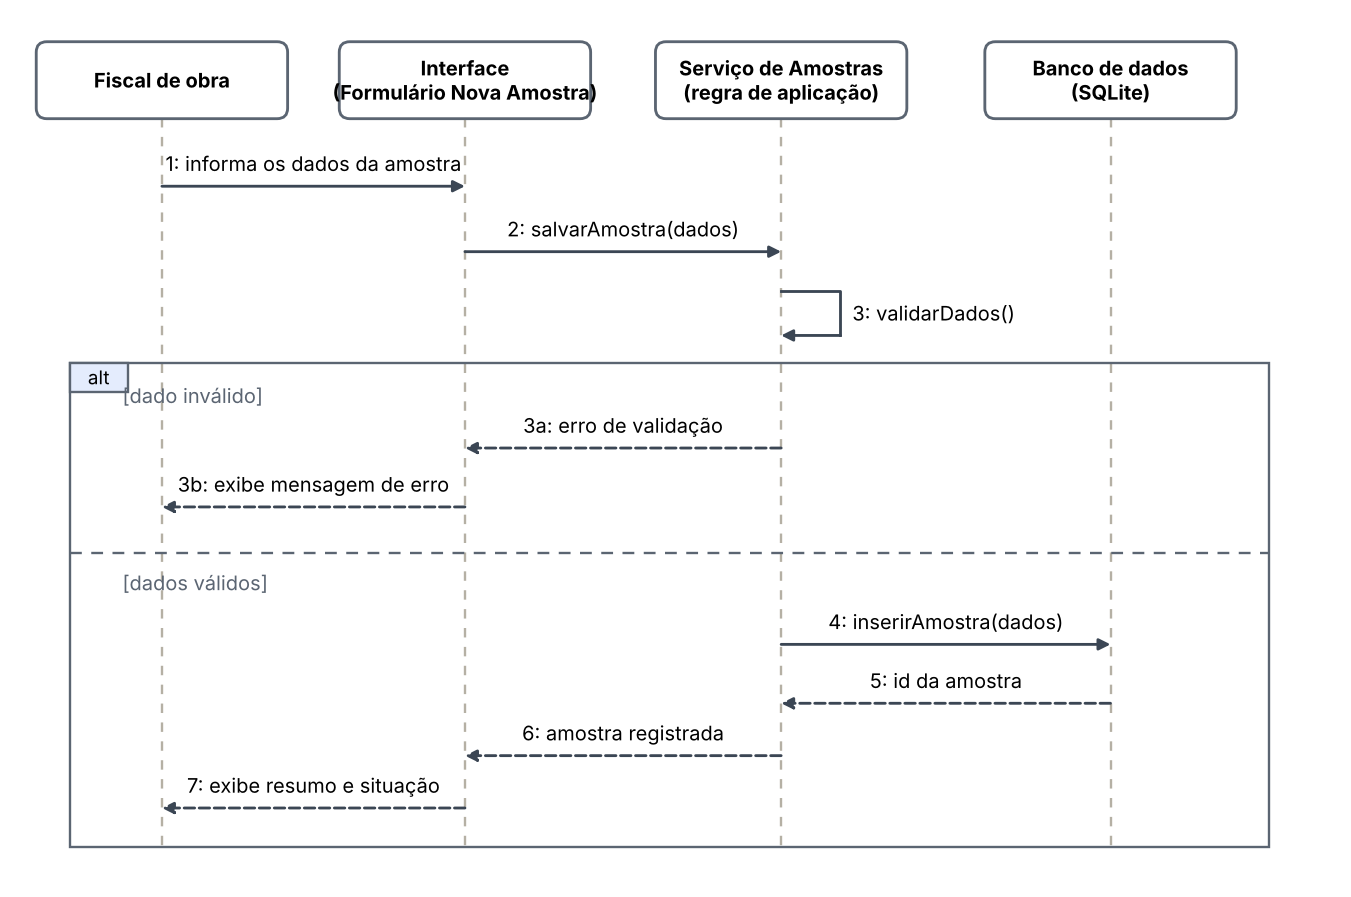 Fiscal de obra
Interface
(Formulário Nova Amostra)
Serviço de Amostras
(regra de aplicação)
Banco de dados
(SQLite)
1: informa os dados da amostra
2: salvarAmostra(dados)
3: validarDados()
alt
[dado inválido]
3a: erro de validação
3b: exibe mensagem de erro
[dados válidos]
4: inserirAmostra(dados)
5: id da amostra
6: amostra registrada
7: exibe resumo e situação